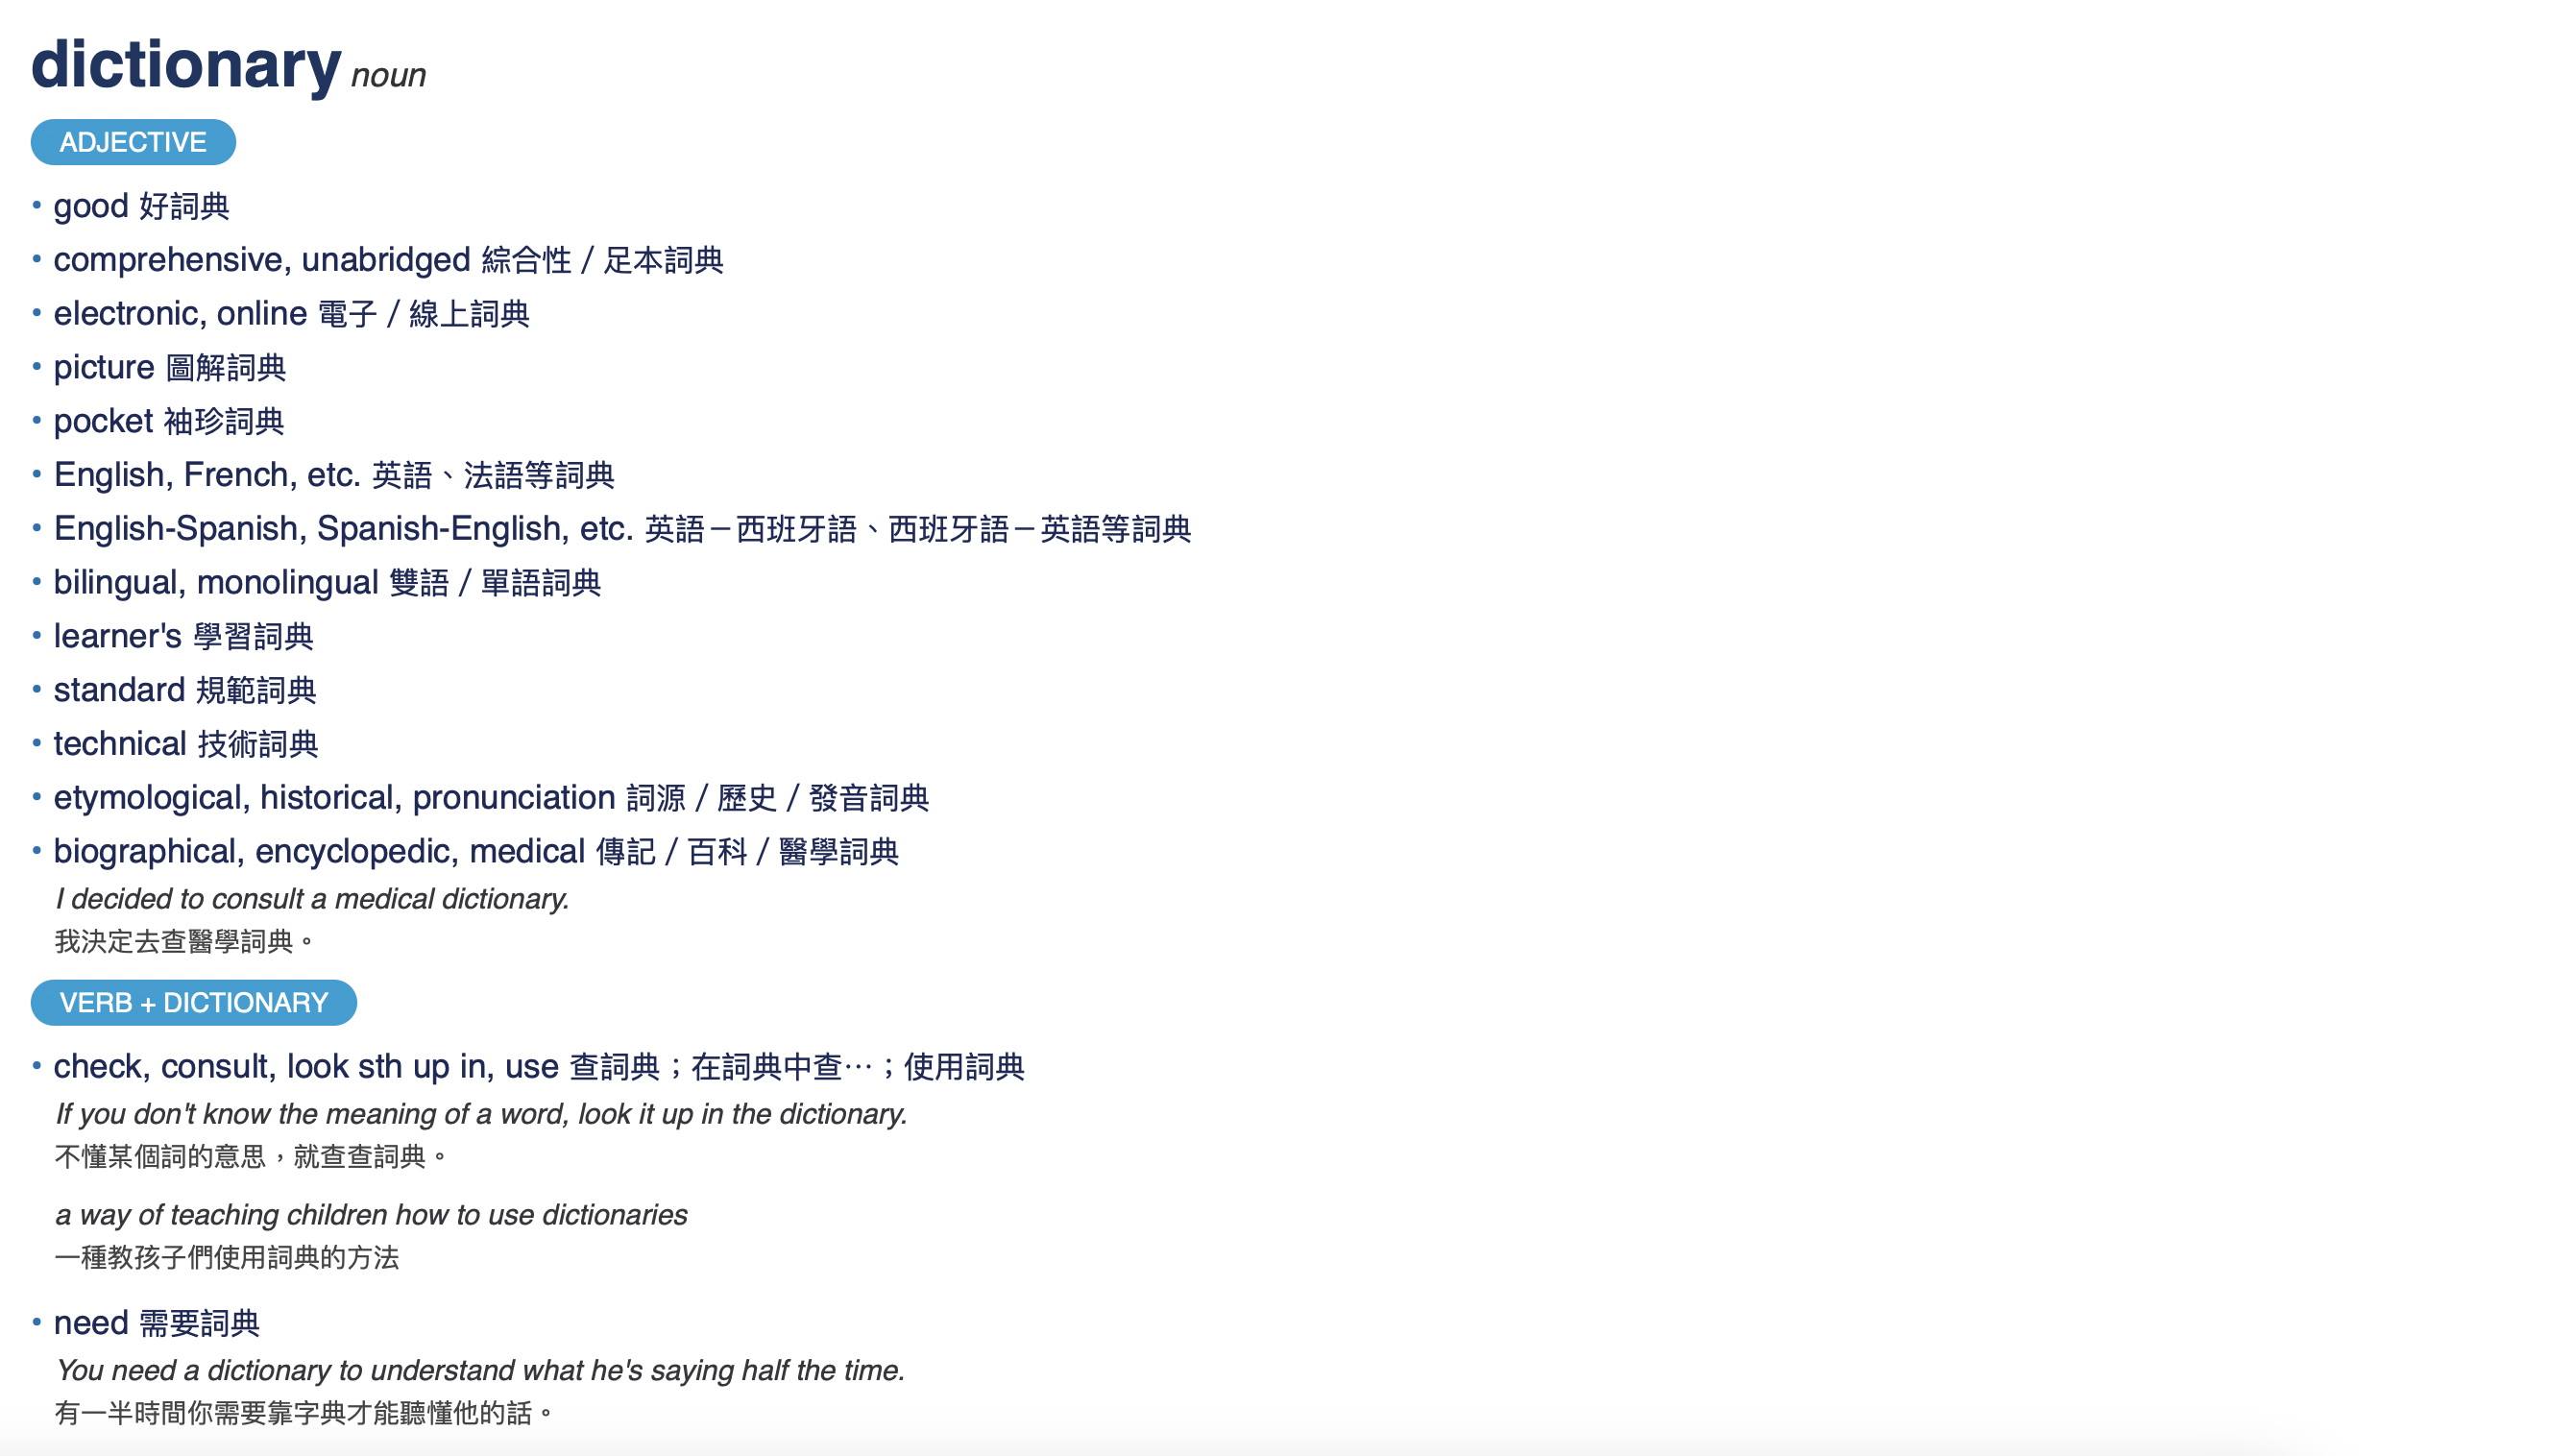 dictionary noun
ADJECTIVE
• good 好詞典
• comprehensive, unabridged 綜合性 / 足本詞典
• electronic, online 電子 / 線上詞典
• picture 圖解詞典
• pocket 袖珍詞典
• English, French, etc. 英語、法語等詞典
• English-Spanish, Spanish-English, etc. 英語－西班牙語、西班牙語－英語等詞典
• bilingual, monolingual 雙語 / 單語詞典
• learner's 學習詞典
• standard 規範詞典
• technical 技術詞典
• etymological, historical, pronunciation 詞源 / 歷史 / 發音詞典
• biographical, encyclopedic, medical 傳記 / 百科 / 醫學詞典
I decided to consult a medical dictionary.
我決定去查醫學詞典。
VERB + DICTIONARY
• check, consult, look sth up in, use 查詞典；在詞典中查…；使用詞典
If you don't know the meaning of a word, look it up in the dictionary.
不懂某個詞的意思，就查查詞典。
a way of teaching children how to use dictionaries
一種教孩子們使用詞典的方法
• need 需要詞典
You need a dictionary to understand what he's saying half the time.
有一半時間你需要靠字典才能聽懂他的話。